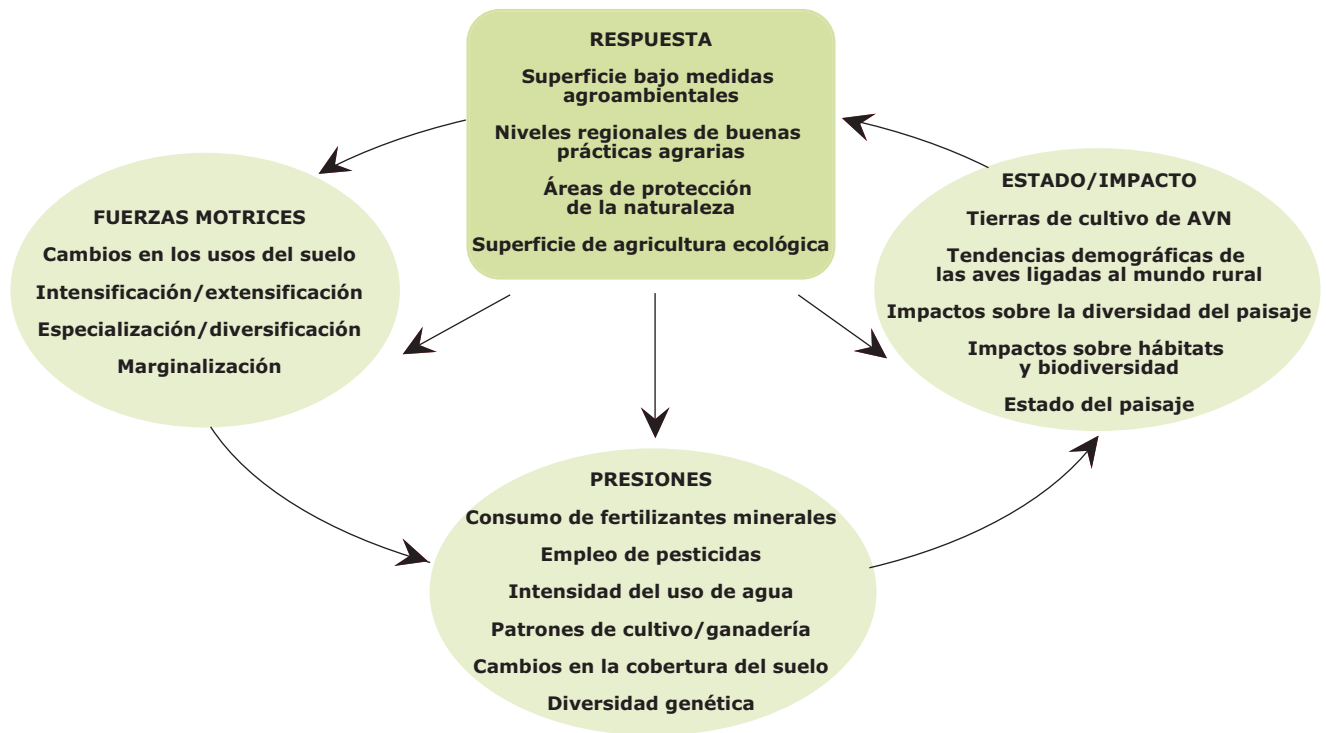 RESPUESTA
Superficie bajo medidas
agroambientales
Niveles regionales de buenas
prácticas agrarias
Áreas de protección
de la naturaleza
Superficie de agricultura ecológica
FUERZAS MOTRICES
Cambios en los usos del suelo
Intensificación/extensificación
Especialización/diversificación
Marginalización
ESTADO/IMPACTO
Tierras de cultivo de AVN
Tendencias demográficas de
las aves ligadas al mundo rural
Impactos sobre la diversidad del paisaje
Impactos sobre hábitats
y biodiversidad
Estado del paisaje
PRESIONES
Consumo de fertilizantes minerales
Empleo de pesticidas
Intensidad del uso de agua
Patrones de cultivo/ganadería
Cambios en la cobertura del suelo
Diversidad genética